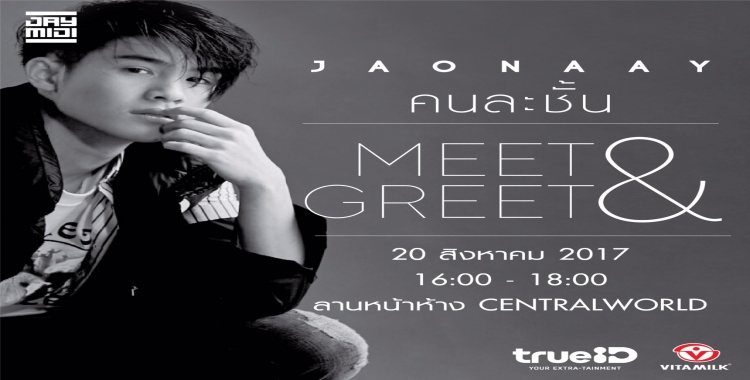 JAY
MIDI
JAONAAY
คนละชั้น
MEET &
GREET
20 สิงหาคม 2017
16:00 - 18:00
ลานหน้าห้าง CENTRALWORLD
trueiD
YOUR EXTRA-TAINMENT
VITAMILK